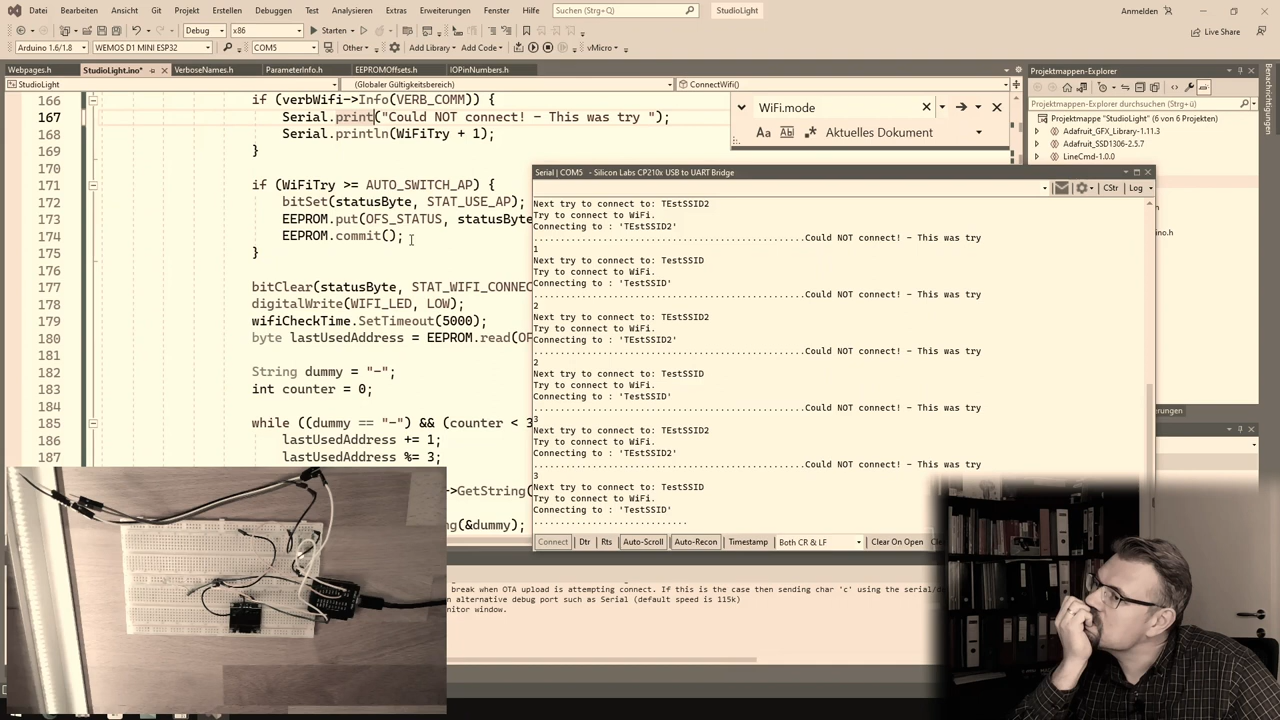 Datei Bearbeiten Ansicht Git Projekt Erstellen Debuggen Test Analysieren Extras Erweiterungen Fenster Hilfe Suchen (Strg+Q) StudioLight Anmelden
Debug x86 Starten Live Share
Arduino 1.6/1.8 WEMOS D1 MINI ESP32 COM5 Other Add Library Add Code vMicro
Webpages.h StudioLight.ino* VerboseNames.h ParameterInfo.h EEPROMOffsets.h IOPinNumbers.h
StudioLight (Globaler Gültigkeitsbereich) ConnectWifi()
166 if (verbWifi->Info(VERB_COMM)) {
167 Serial.print("Could NOT connect! - This was try ");
168 Serial.println(WiFiTry + 1);
169 }
170
171 if (WiFiTry >= AUTO_SWITCH_AP) {
172 bitSet(statusByte, STAT_USE_AP);
173 EEPROM.put(OFS_STATUS, statusByte
174 EEPROM.commit();
175 }
176
177 bitClear(statusByte, STAT_WIFI_CONNEC
178 digitalWrite(WIFI_LED, LOW);
179 wifiCheckTime.SetTimeout(5000);
180 byte lastUsedAddress = EEPROM.read(OF
181
182 String dummy = "-";
183 int counter = 0;
184
185 while ((dummy == "-") && (counter < 3
186 lastUsedAddress += 1;
187 lastUsedAddress %= 3;
->GetString(
ng(&dummy);
WiFi.mode
Aa Ab Aktuelles Dokument
Projektmappen-Explorer
Projektmappen-Explorer durchsuchen (Strg+
Projektmappe "StudioLight" (6 von 6 Projekten)
Adafruit_GFX_Library-1.11.3
Adafruit_SSD1306-2.5.7
LineCmd-1.0.0
no.h
erungen
Benachrichtigungen
Serial | COM5 - Silicon Labs CP210x USB to UART Bridge
CStr Log
Next try to connect to: TEstSSID2
Try to connect to WiFi.
Connecting to : 'TEstSSID2'
...................................................Could NOT connect! - This was try
1
Next try to connect to: TestSSID
Try to connect to WiFi.
Connecting to : 'TestSSID'
...................................................Could NOT connect! - This was try
2
Next try to connect to: TEstSSID2
Try to connect to WiFi.
Connecting to : 'TEstSSID2'
...................................................Could NOT connect! - This was try
2
Next try to connect to: TestSSID
Try to connect to WiFi.
Connecting to : 'TestSSID'
...................................................Could NOT connect! - This was try
3
Next try to connect to: TEstSSID2
Try to connect to WiFi.
Connecting to : 'TEstSSID2'
...................................................Could NOT connect! - This was try
3
Next try to connect to: TestSSID
Try to connect to WiFi.
Connecting to : 'TestSSID'
.............................
Connect Dtr Rts Auto-Scroll Auto-Recon Timestamp Both CR & LF Clear On Open
break when OTA upload is attempting connect. If this is the case then sending char 'c' using the serial/de
n alternative debug port such as Serial (default speed is 115k)
nitor window.